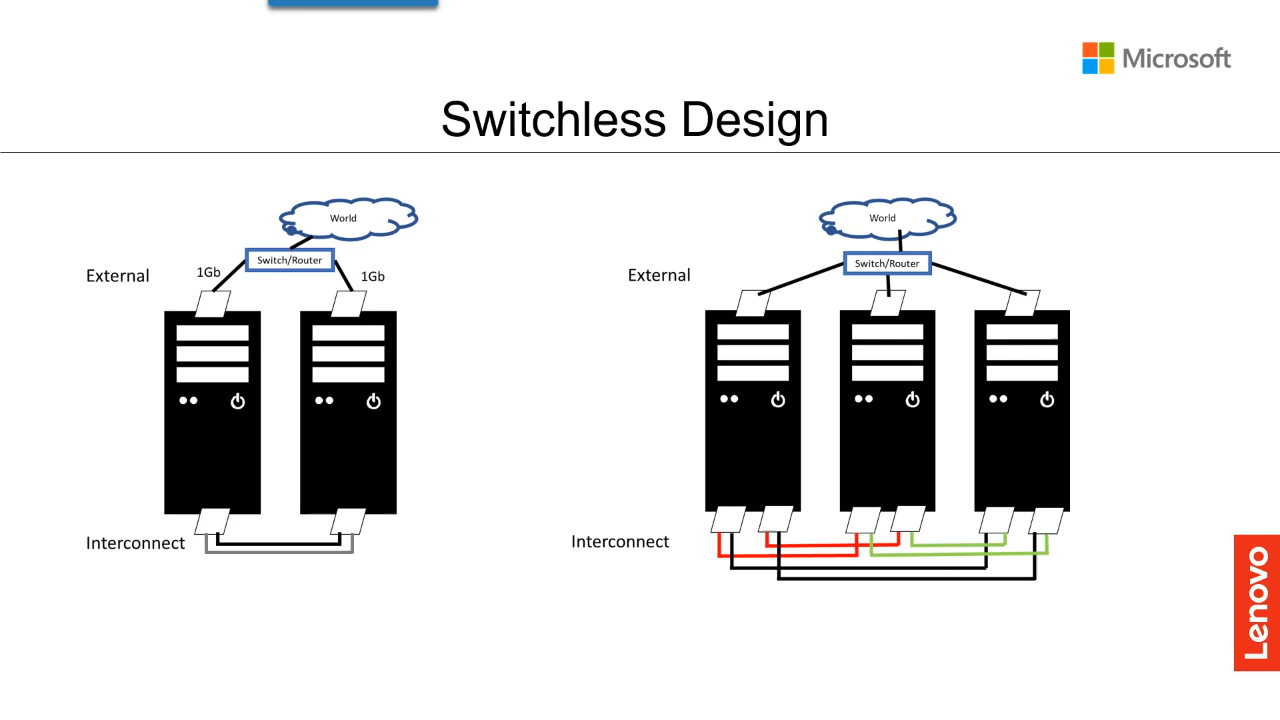 Microsoft
Switchless Design
World
Switch/Router
External
1Gb
1Gb
Interconnect
World
Switch/Router
External
Interconnect
Lenovo